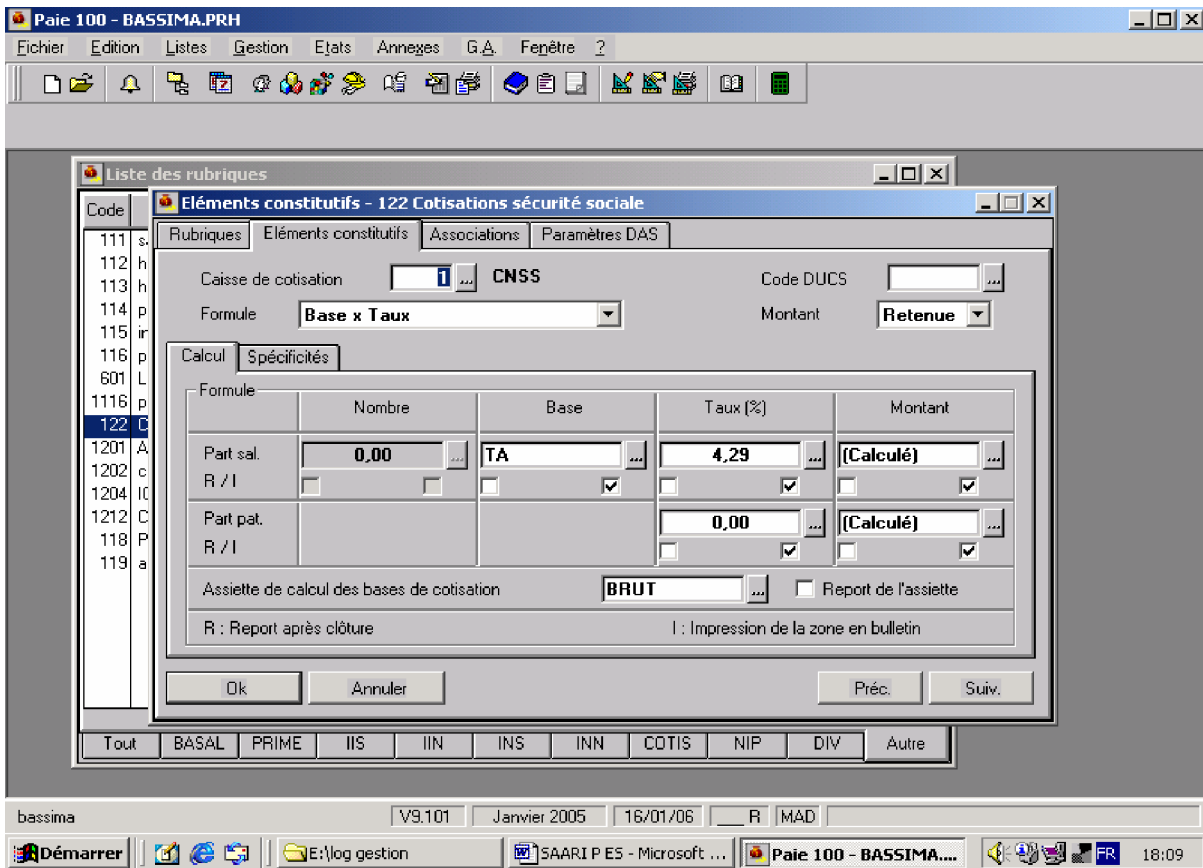 Paie 100 - BASSIMA.PRH
Fichier Edition Listes Gestion Etats Annexes G.A. Fenêtre ?
Liste des rubriques
Eléments constitutifs - 122 Cotisations sécurité sociale
Code
Rubriques Eléments constitutifs Associations Paramètres DAS
111 s
112 h
113 h
114 p
115 in
116 p
601 L
1116 p
122 C
1201 A
1202 c
1204 IG
1212 C
118 P
119 a
Caisse de cotisation 1 ... CNSS Code DUCS ...
Formule Base x Taux Montant Retenue
Calcul Spécificités
Formule
Nombre Base Taux (%) Montant
Part sal. 0,00 ... TA ... 4,29 ... (Calculé) ...
R / I
Part pat. 0,00 ... (Calculé) ...
R / I
Assiette de calcul des bases de cotisation BRUT ... Report de l'assiette
R : Report après clôture I : Impression de la zone en bulletin
Ok Annuler Préc. Suiv.
Tout BASAL PRIME IIS IIN INS INN COTIS NIP DIV Autre
bassima V9.101 Janvier 2005 16/01/06 ___ R MAD
Démarrer E:\log gestion SAARI P ES - Microsoft ... Paie 100 - BASSIMA.... FR 18:09